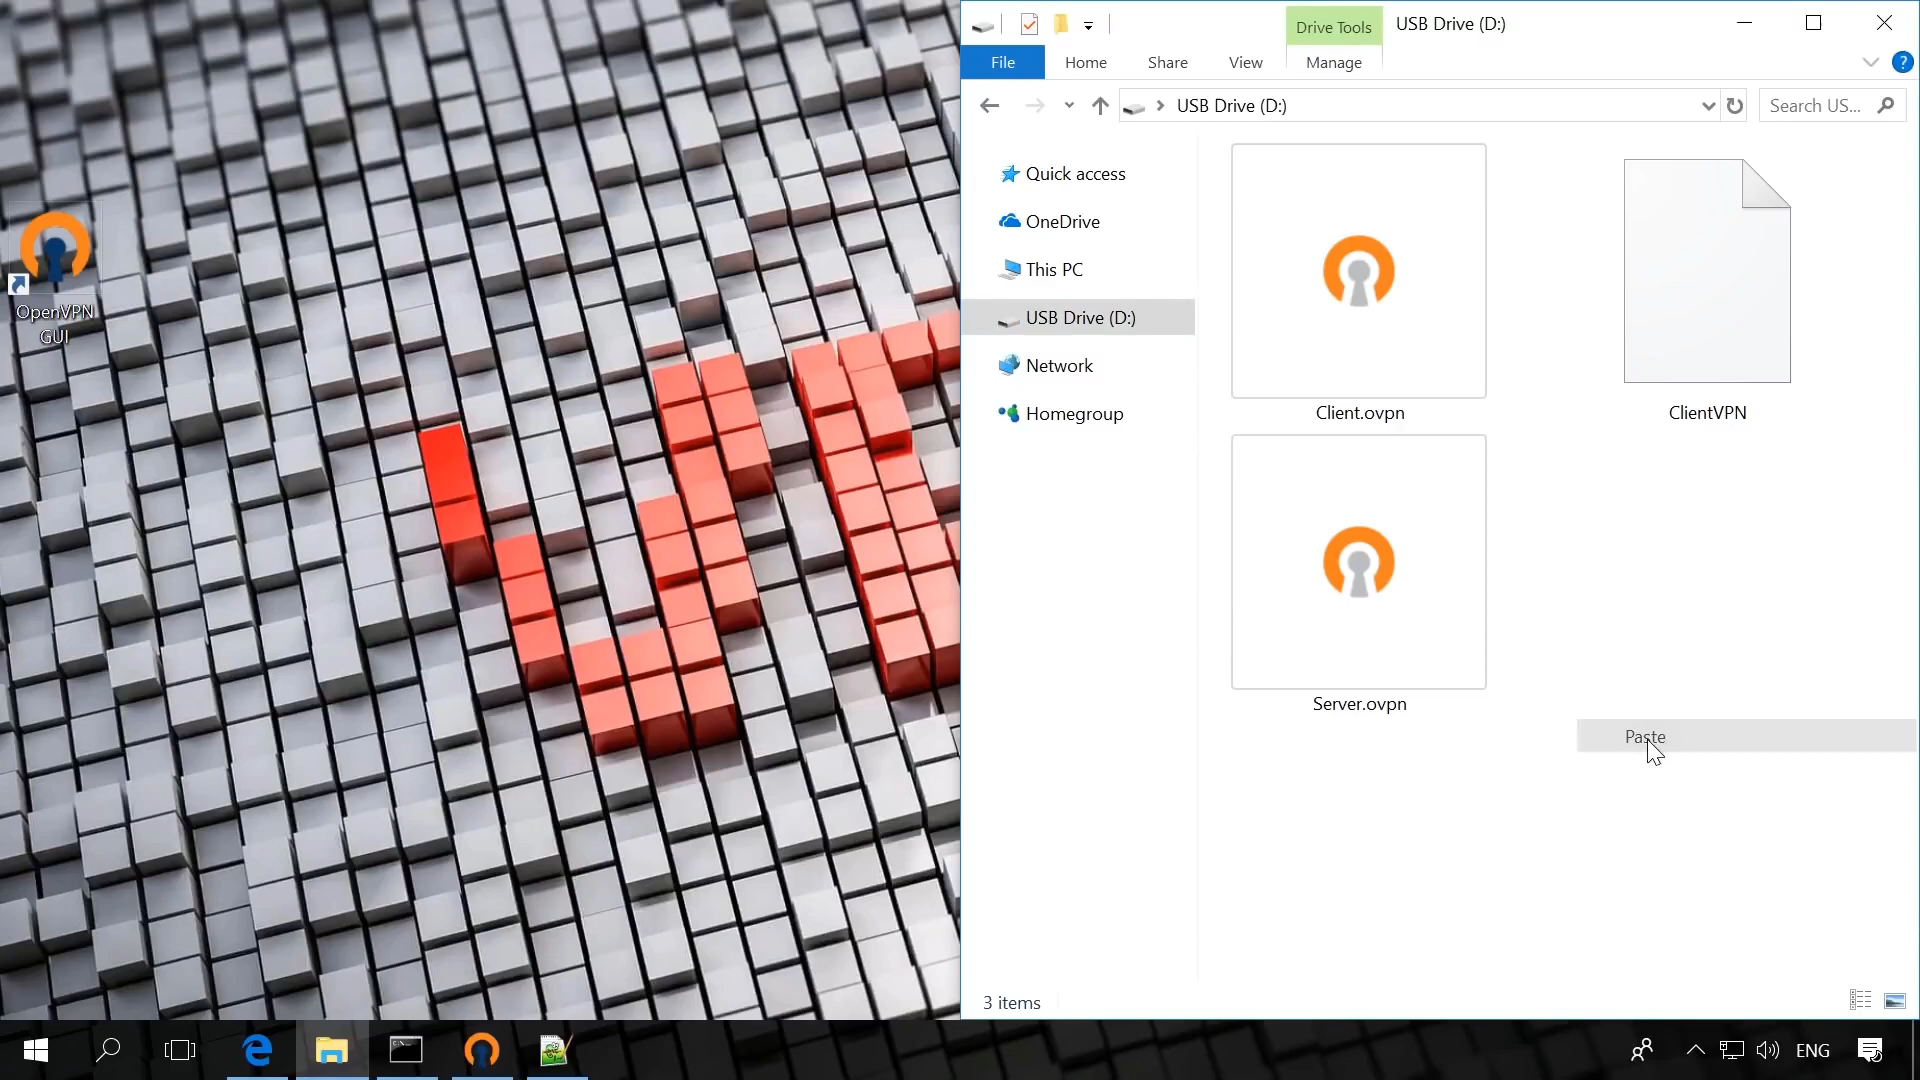 Drive Tools
USB Drive (D:)
File
Home
Share
View
Manage
?
USB Drive (D:)
Search US...
Quick access
OneDrive
This PC
USB Drive (D:)
Network
Homegroup
Client.ovpn
ClientVPN
Server.ovpn
Paste
OpenVPN
GUI
3 items
ENG